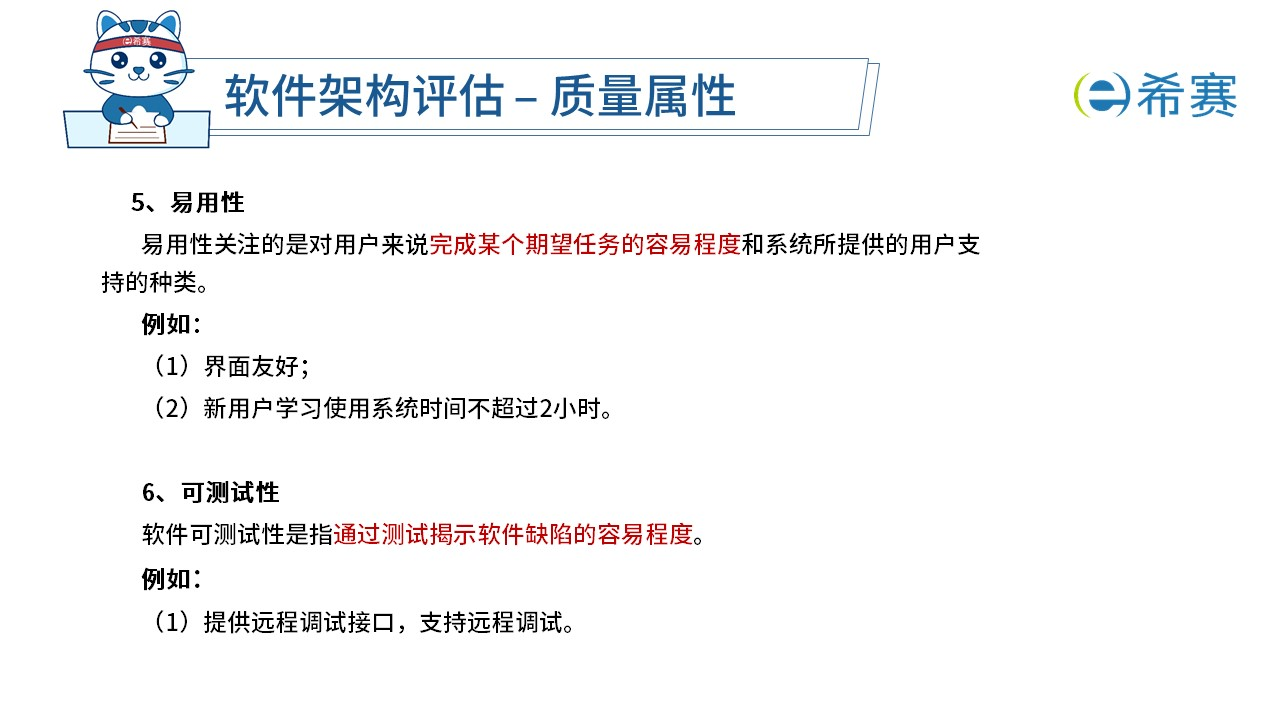 希赛
软件架构评估 – 质量属性
希赛
5、易用性
易用性关注的是对用户来说完成某个期望任务的容易程度和系统所提供的用户支
持的种类。
例如：
（1）界面友好；
（2）新用户学习使用系统时间不超过2小时。
6、可测试性
软件可测试性是指通过测试揭示软件缺陷的容易程度。
例如：
（1）提供远程调试接口，支持远程调试。